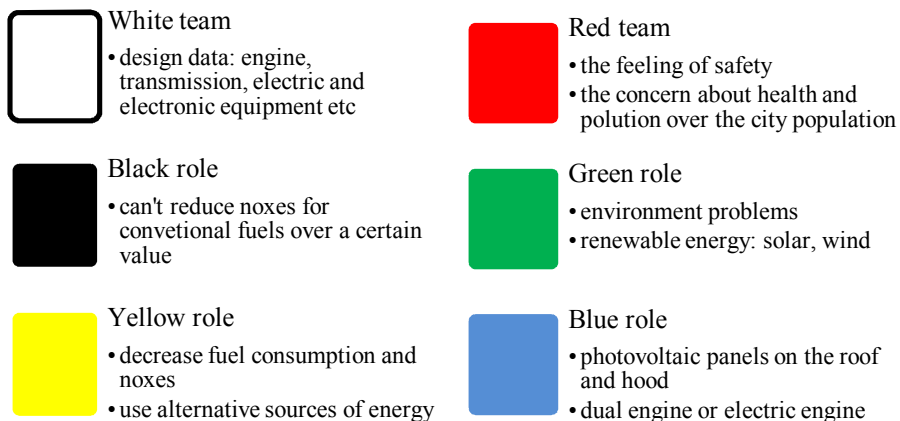 White team
• design data: engine,
transmission, electric and
electronic equipment etc
Red team
• the feeling of safety
• the concern about health and
polution over the city population
Black role
• can't reduce noxes for
convetional fuels over a certain
value
Green role
• environment problems
• renewable energy: solar, wind
Yellow role
• decrease fuel consumption and
noxes
• use alternative sources of energy
Blue role
• photovoltaic panels on the roof
and hood
• dual engine or electric engine